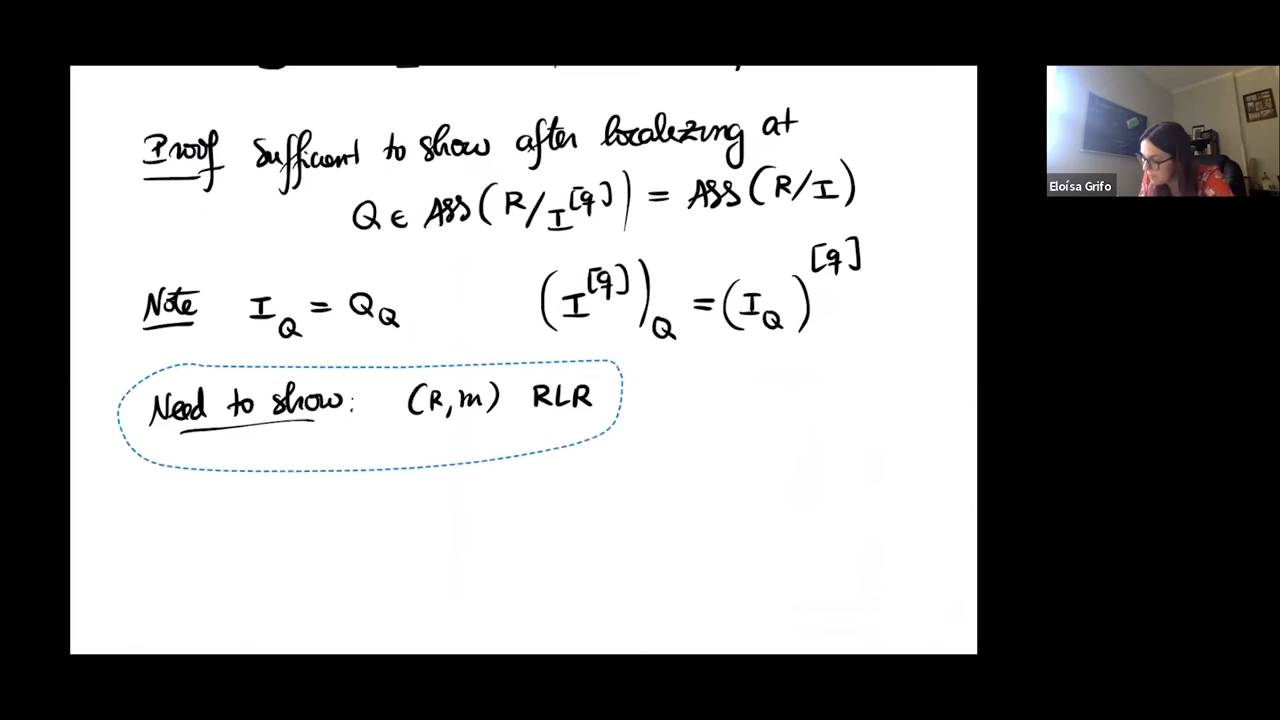 Proof Sufficient to show after localizing at
Q ∈ Ass(R/I^[q]) = Ass(R/I)
Note I_Q = Q_Q (I^[q])_Q = (I_Q)^[q]
Need to show: (R,m) RLR
Eloísa Grifo